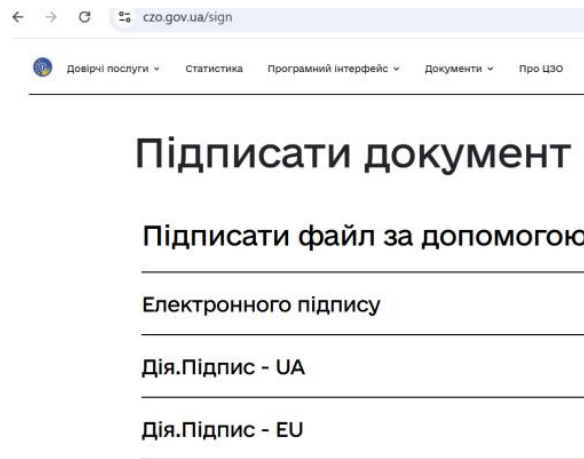 czo.gov.ua/sign
Довірчі послуги Статистика Програмний інтерфейс Документи Про ЦЗО
Підписати документ
Підписати файл за допомогою
Електронного підпису
Дія.Підпис - UA
Дія.Підпис - EU